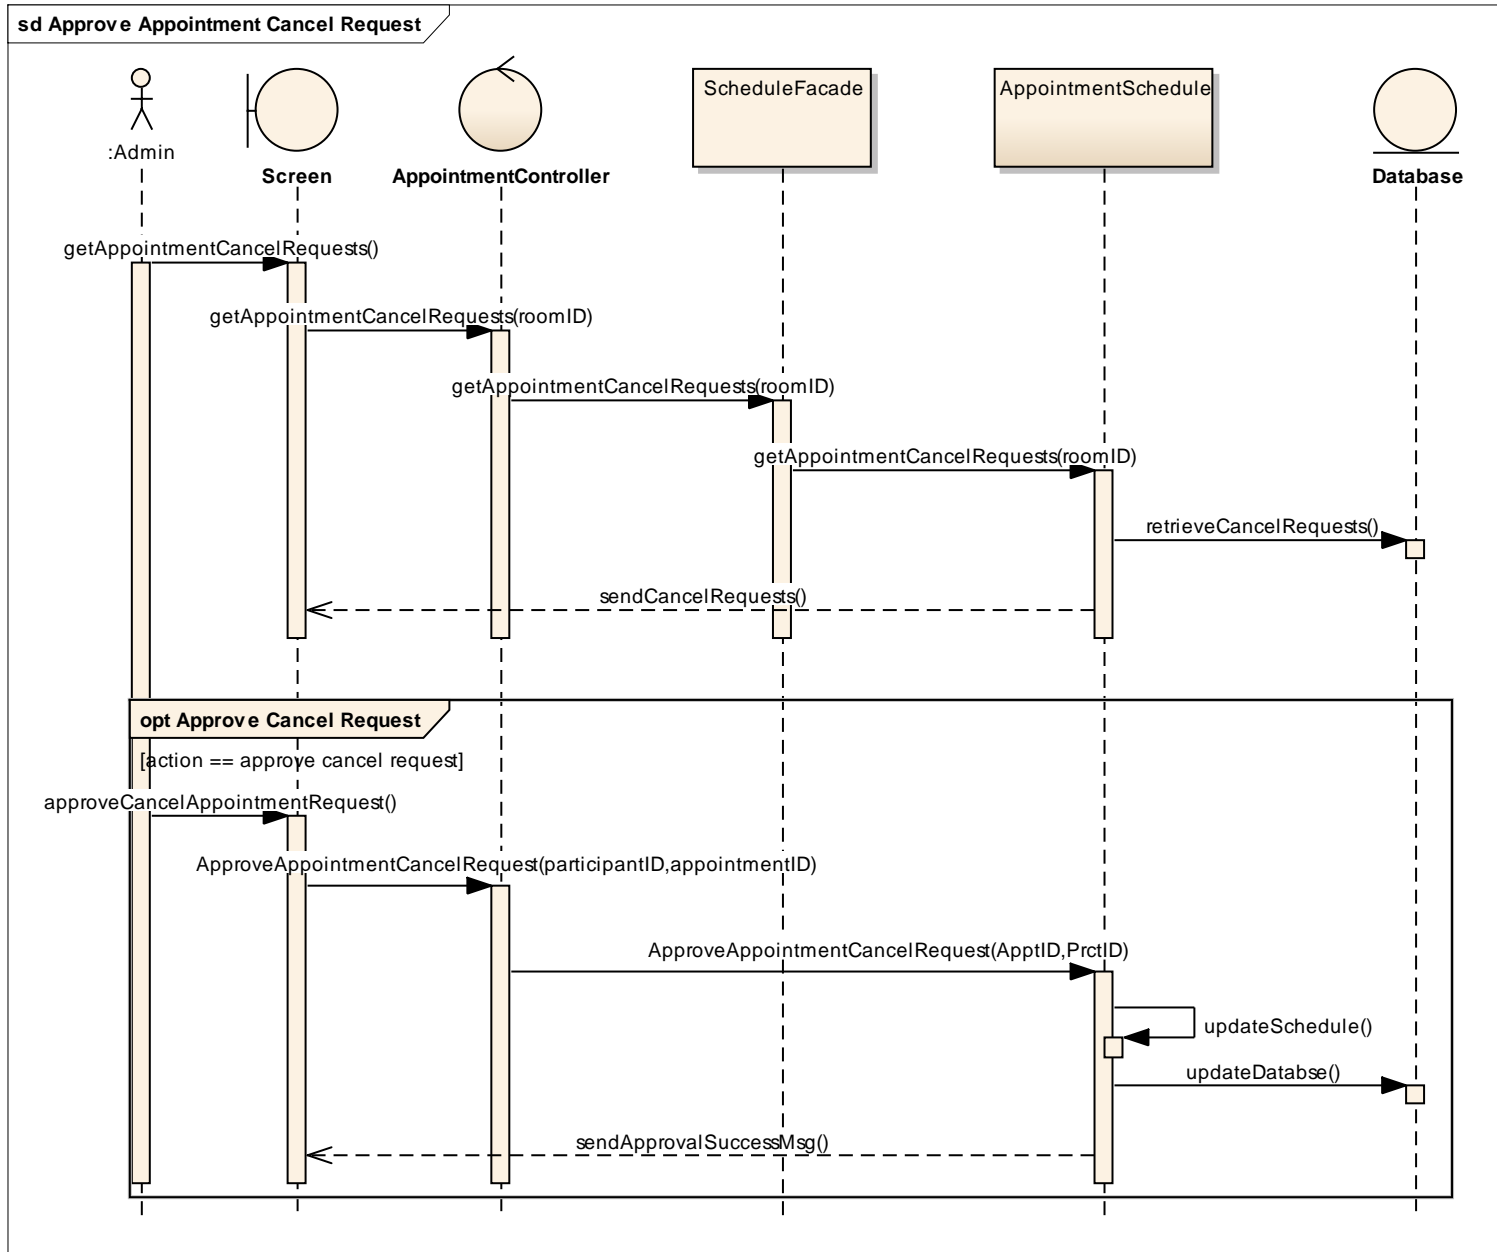 sd Approve Appointment Cancel Request
ScheduleFacade
AppointmentSchedule
:Admin
Screen
AppointmentController
Database
getAppointmentCancelRequests()
getAppointmentCancelRequests(roomID)
getAppointmentCancelRequests(roomID)
getAppointmentCancelRequests(roomID)
retrieveCancelRequests()
sendCancelRequests()
opt Approve Cancel Request
[action == approve cancel request]
approveCancelAppointmentRequest()
ApproveAppointmentCancelRequest(participantID,appointmentID)
ApproveAppointmentCancelRequest(ApptID,PrctID)
updateSchedule()
updateDatabse()
sendApprovalSuccessMsg()